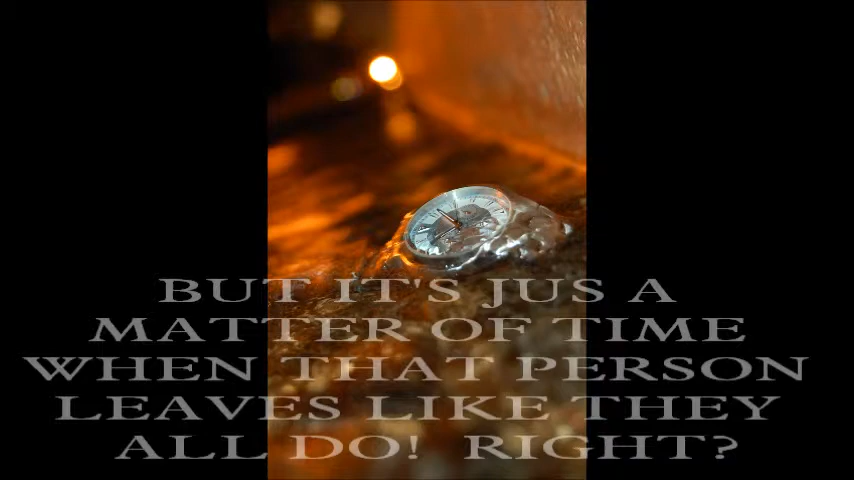 BUT IT'S JUS A
MATTER OF TIME
WHEN THAT PERSON
LEAVES LIKE THEY
ALL DO! RIGHT?